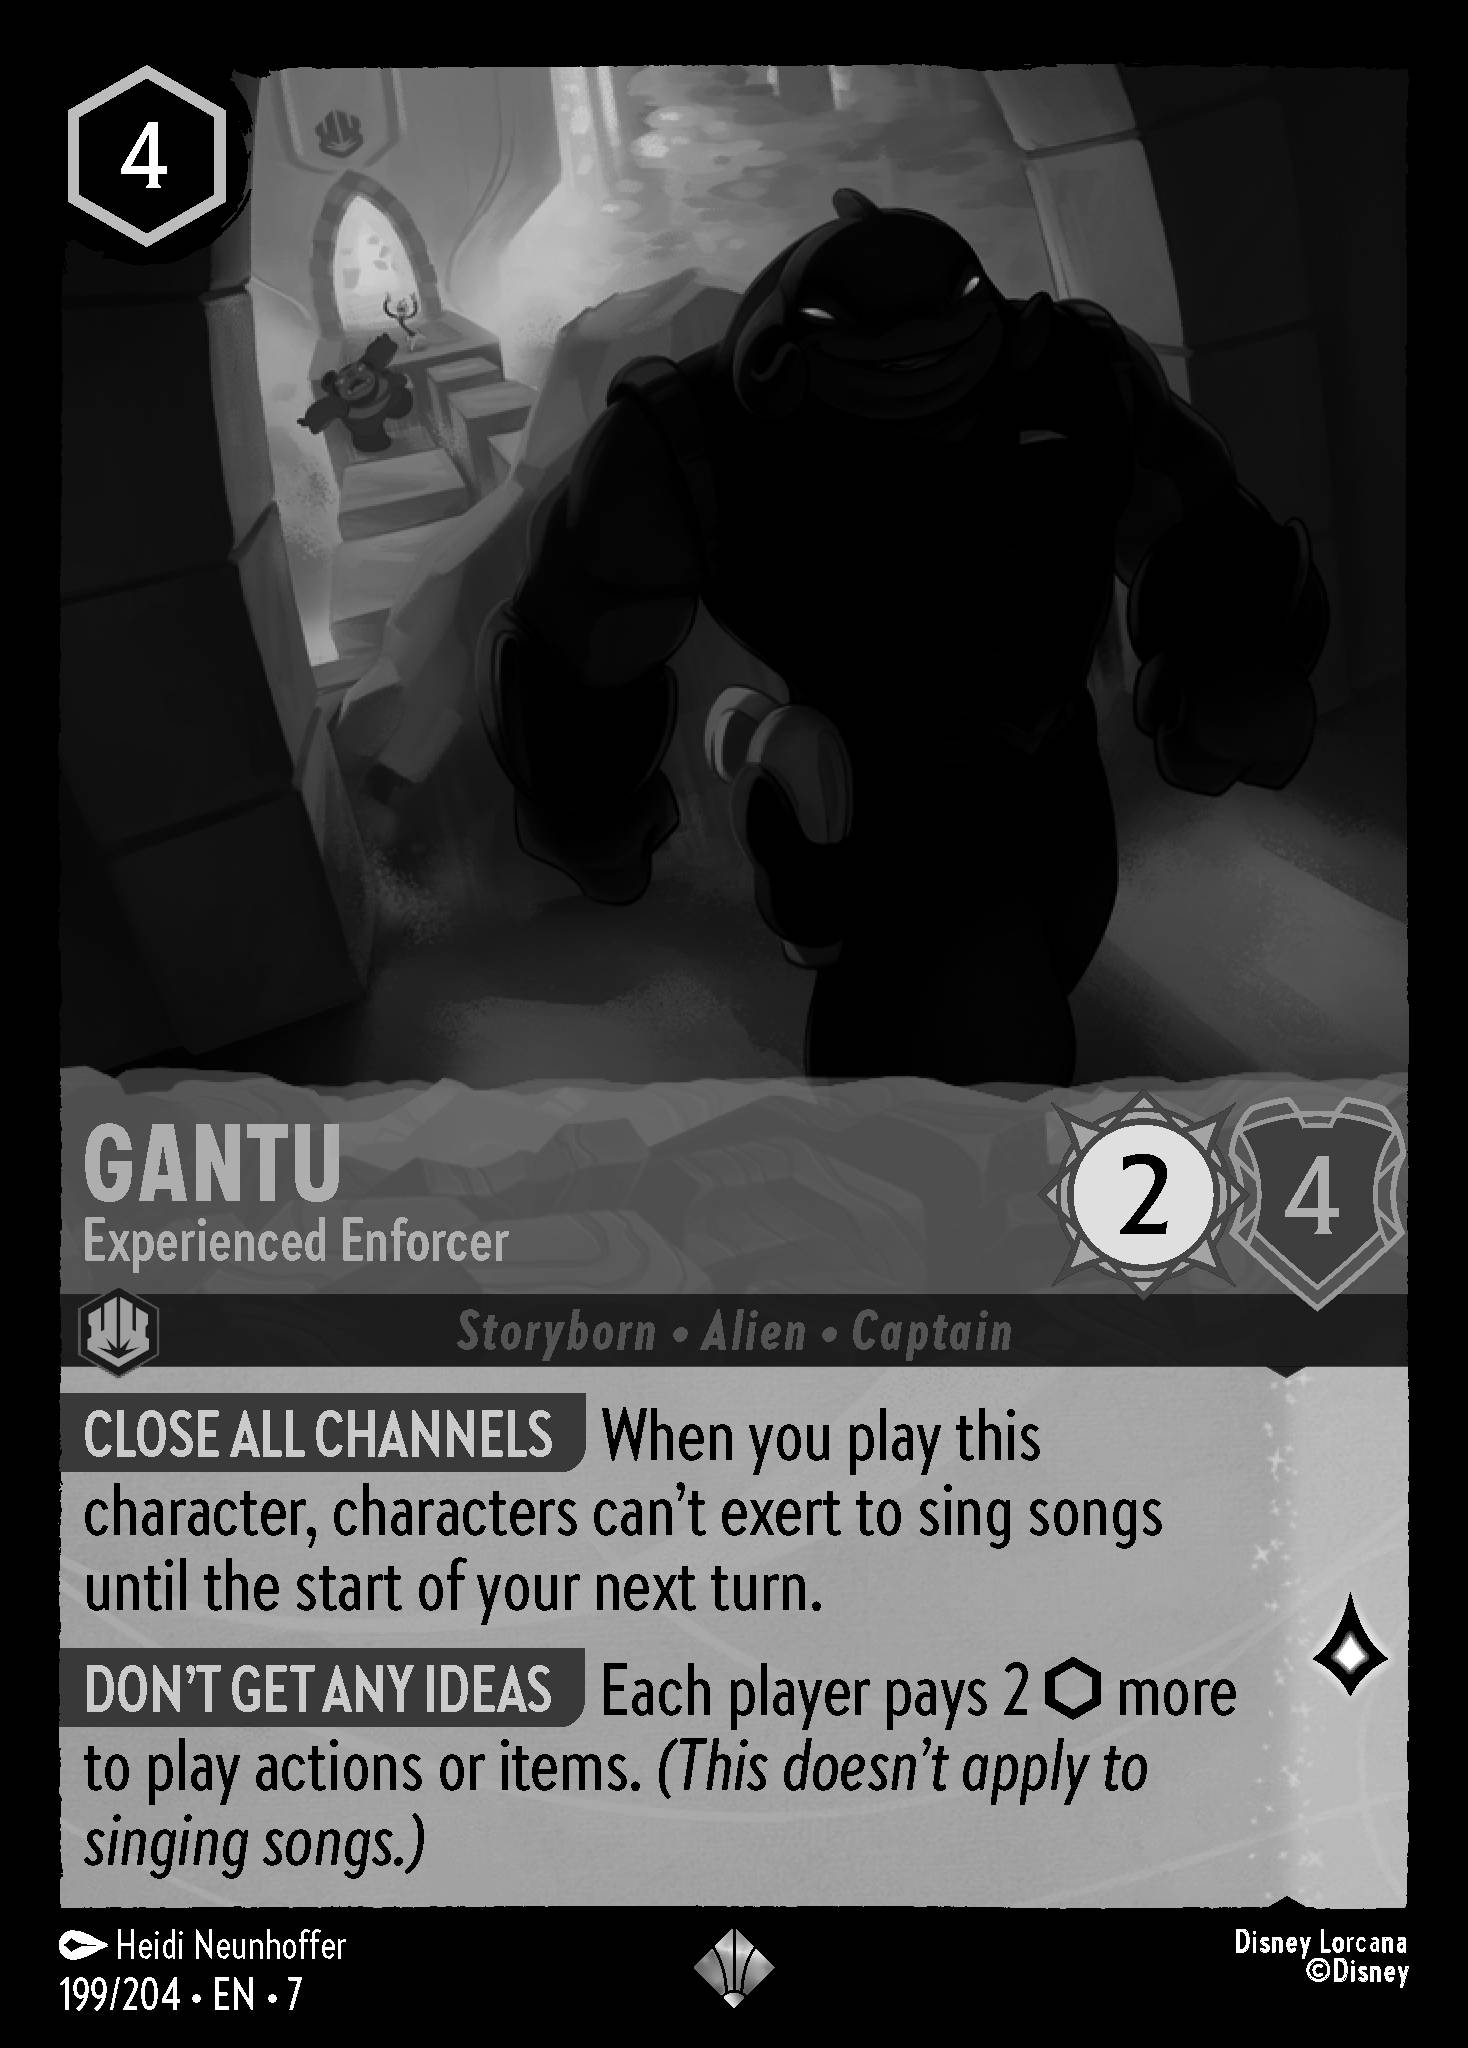 4
GANTU
Experienced Enforcer
2
4
Storyborn • Alien • Captain
CLOSE ALL CHANNELS When you play this
character, characters can’t exert to sing songs
until the start of your next turn.
DON’T GET ANY IDEAS Each player pays 2 ⬡ more
to play actions or items. (This doesn’t apply to
singing songs.)
Heidi Neunhoffer
199/204 • EN • 7
Disney Lorcana
©Disney